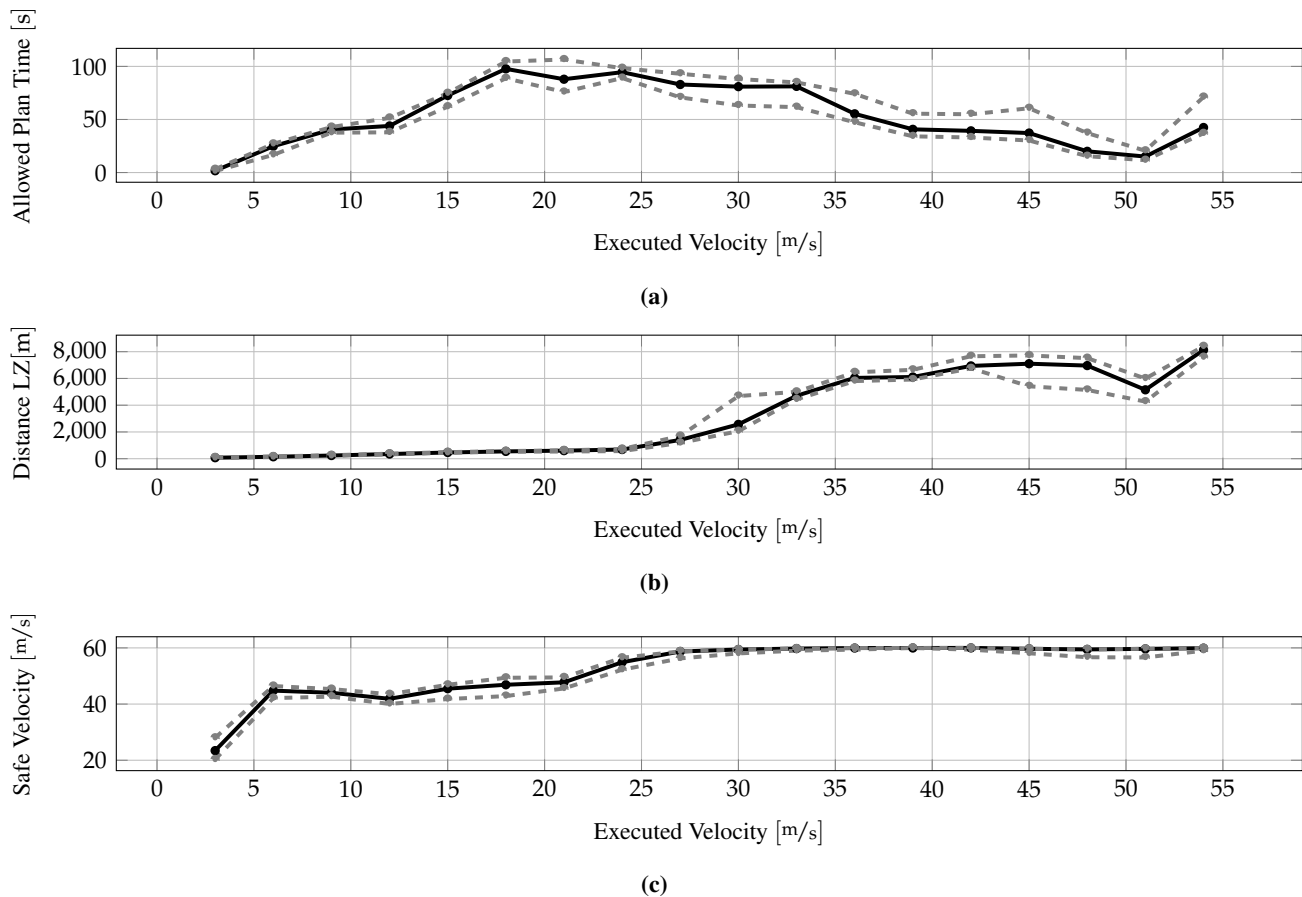 Allowed Plan Time [s]
100
50
0
0 5 10 15 20 25 30 35 40 45 50 55
Executed Velocity [m/s]
(a)
Distance LZ[m]
8,000
6,000
4,000
2,000
0
0 5 10 15 20 25 30 35 40 45 50 55
Executed Velocity [m/s]
(b)
Safe Velocity [m/s]
60
40
20
0 5 10 15 20 25 30 35 40 45 50 55
Executed Velocity [m/s]
(c)